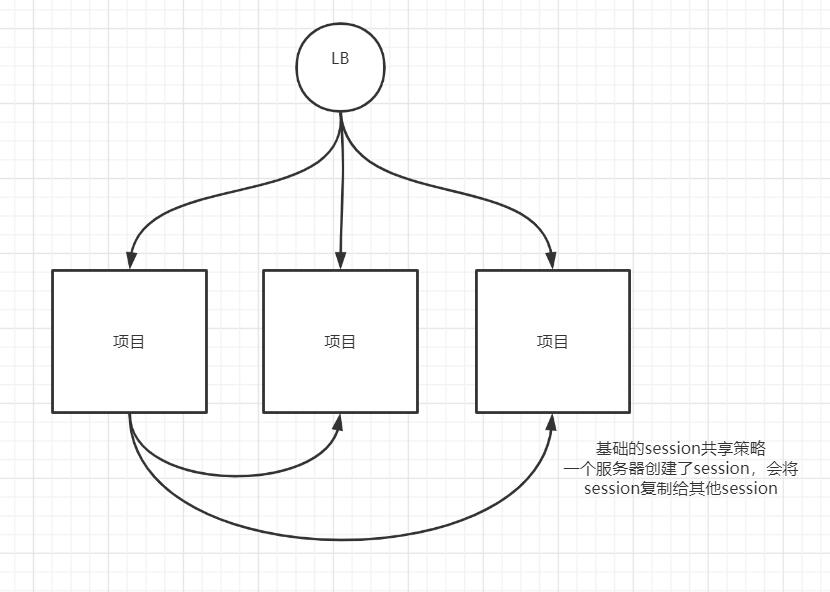 LB
项目
项目
项目
基础的session共享策略
一个服务器创建了session，会将
session复制给其他session